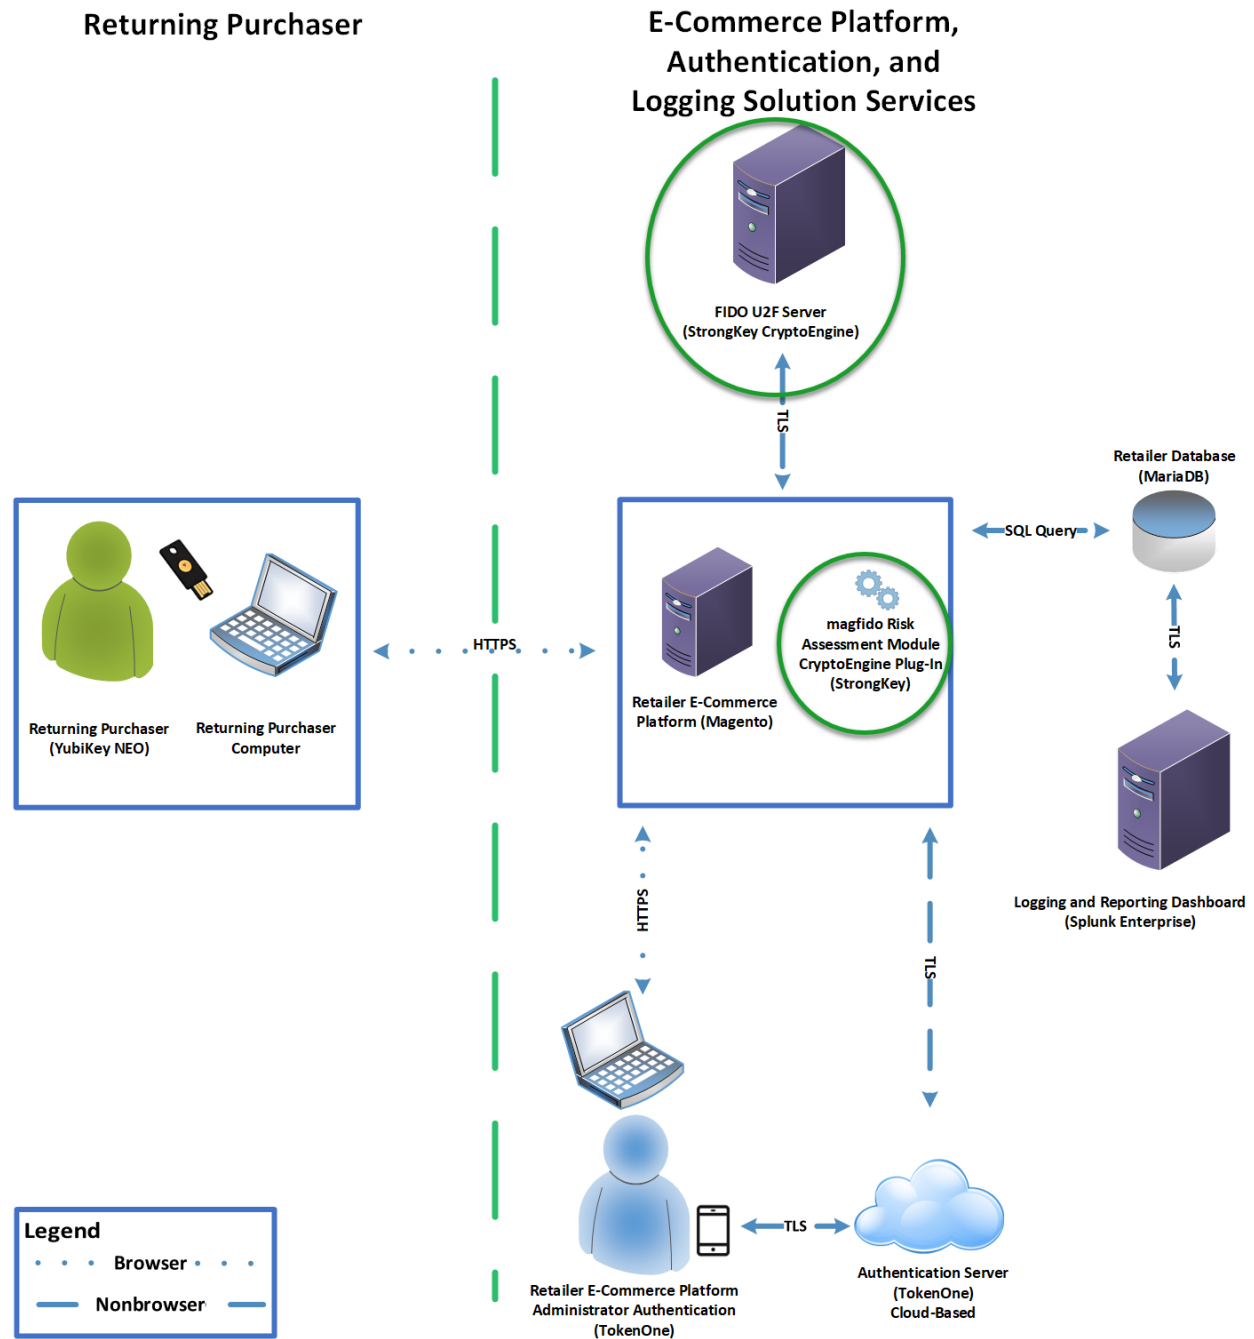 Returning Purchaser
E-Commerce Platform,
Authentication, and
Logging Solution Services
FIDO U2F Server
(StrongKey CryptoEngine)
TLS
Retailer Database
(MariaDB)
SQL Query
TLS
HTTPS
magfido Risk
Assessment Module
CryptoEngine Plug-In
(StrongKey)
Retailer E-Commerce
Platform (Magento)
Returning Purchaser
(YubiKey NEO)
Returning Purchaser
Computer
Logging and Reporting Dashboard
(Splunk Enterprise)
HTTPS
TLS
TLS
Retailer E-Commerce Platform
Administrator Authentication
(TokenOne)
Authentication Server
(TokenOne)
Cloud-Based
Legend
Browser
Nonbrowser